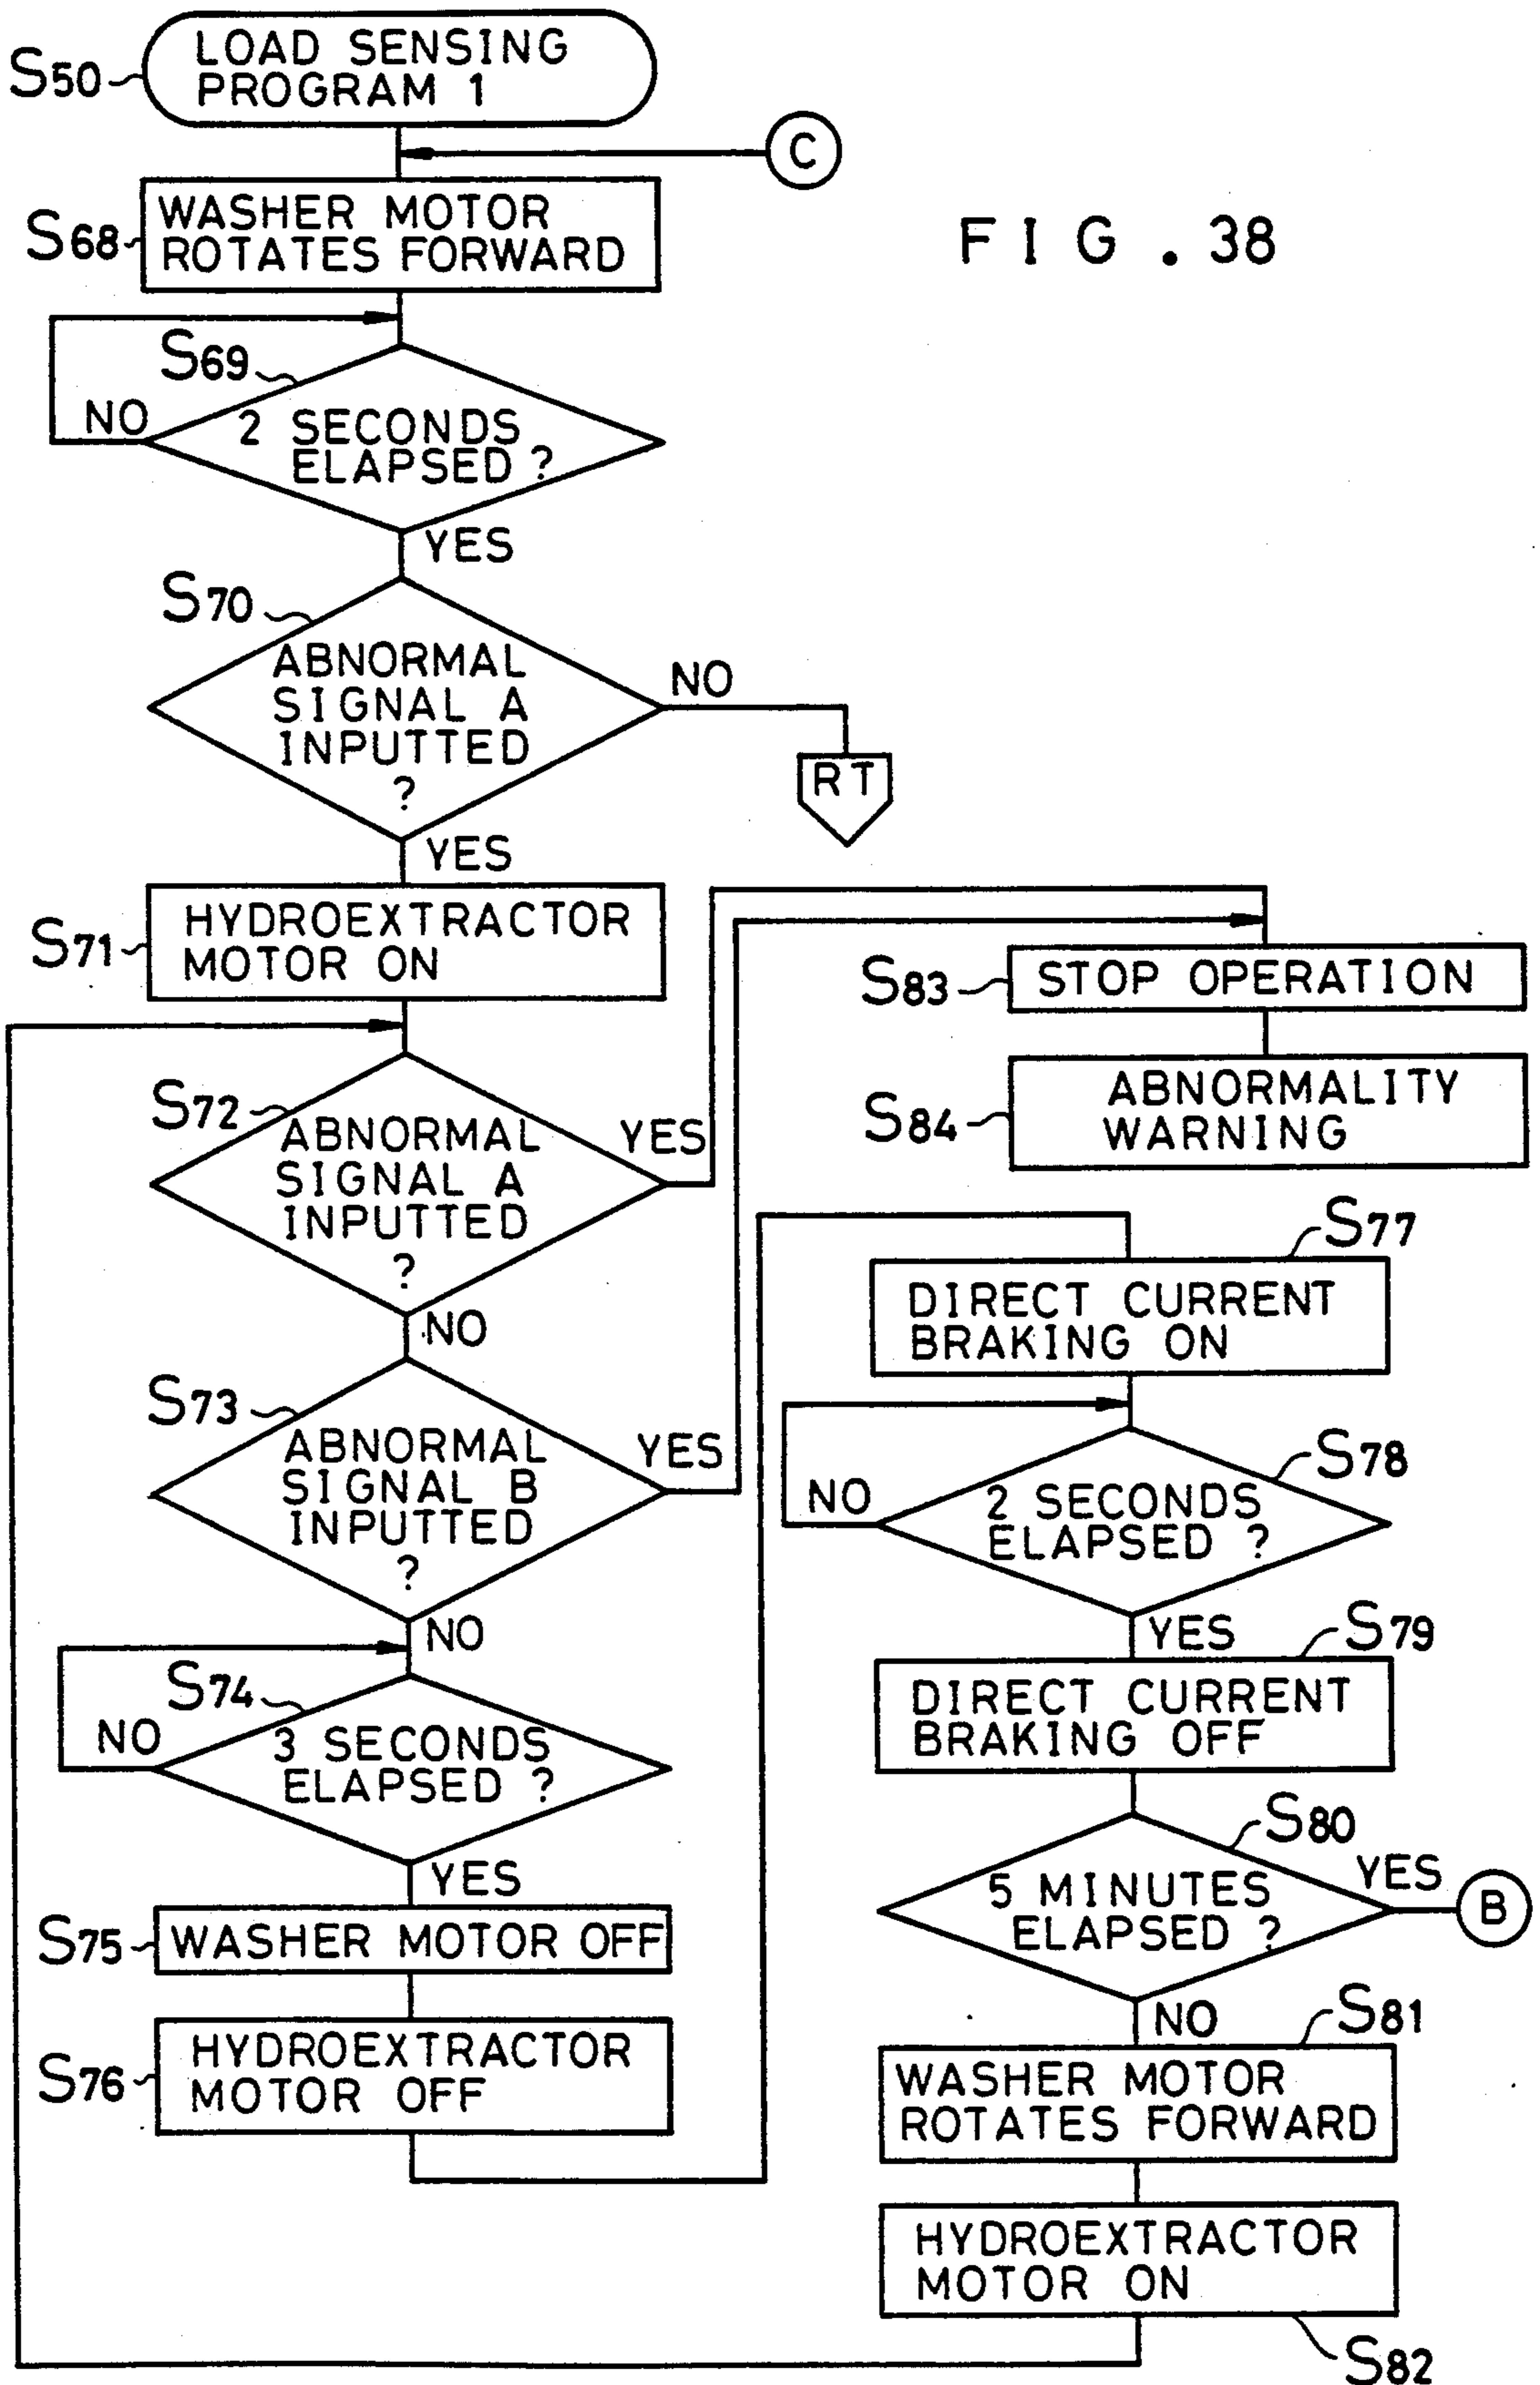 S50
LOAD SENSING
PROGRAM 1
C
S68
WASHER MOTOR
ROTATES FORWARD
FIG. 38
S69
NO
2 SECONDS
ELAPSED ?
YES
S70
ABNORMAL
SIGNAL A
INPUTTED
?
NO
RT
YES
S71
HYDROEXTRACTOR
MOTOR ON
S72
ABNORMAL
SIGNAL A
INPUTTED
?
YES
NO
S73
ABNORMAL
SIGNAL B
INPUTTED
?
YES
NO
S74
NO
3 SECONDS
ELAPSED ?
YES
S75
WASHER MOTOR OFF
S76
HYDROEXTRACTOR
MOTOR OFF
S83
STOP OPERATION
S84
ABNORMALITY
WARNING
S77
DIRECT CURRENT
BRAKING ON
S78
NO
2 SECONDS
ELAPSED ?
YES
S79
DIRECT CURRENT
BRAKING OFF
S80
5 MINUTES
ELAPSED ?
YES
B
NO
S81
WASHER MOTOR
ROTATES FORWARD
HYDROEXTRACTOR
MOTOR ON
S82